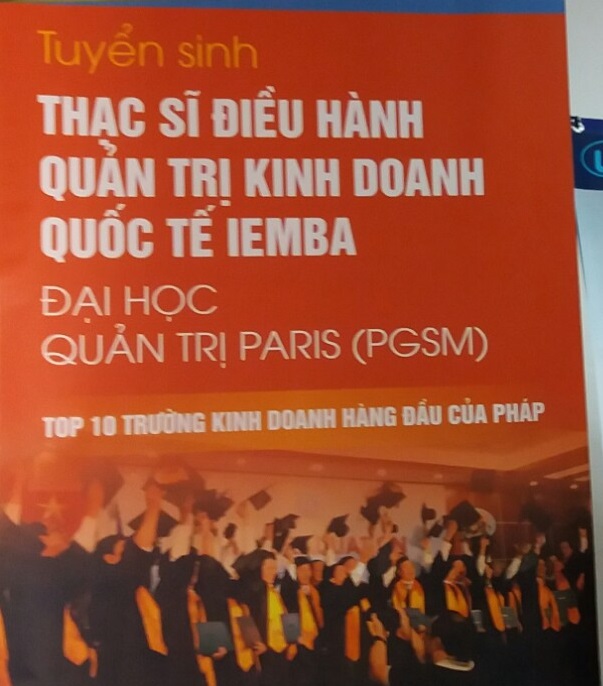 Tuyển sinh
THẠC SĨ ĐIỀU HÀNH
QUẢN TRỊ KINH DOANH
QUỐC TẾ IEMBA
ĐẠI HỌC
QUẢN TRỊ PARIS (PGSM)
TOP 10 TRƯỜNG KINH DOANH HÀNG ĐẦU CỦA PHÁP